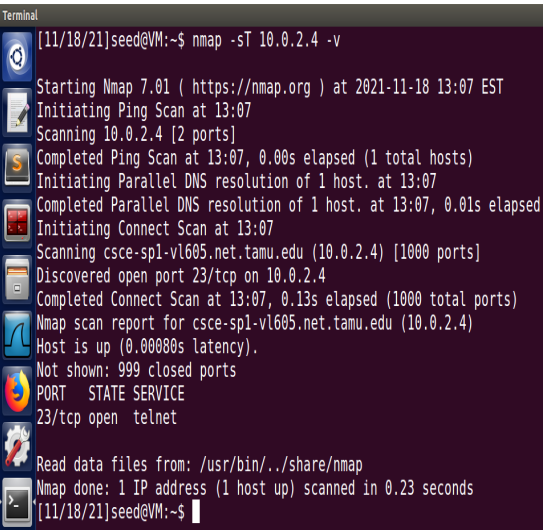 Terminal
[11/18/21]seed@VM:~$ nmap -sT 10.0.2.4 -v
Starting Nmap 7.01 ( https://nmap.org ) at 2021-11-18 13:07 EST
Initiating Ping Scan at 13:07
Scanning 10.0.2.4 [2 ports]
Completed Ping Scan at 13:07, 0.00s elapsed (1 total hosts)
Initiating Parallel DNS resolution of 1 host. at 13:07
Completed Parallel DNS resolution of 1 host. at 13:07, 0.01s elapsed
Initiating Connect Scan at 13:07
Scanning csce-sp1-vl605.net.tamu.edu (10.0.2.4) [1000 ports]
Discovered open port 23/tcp on 10.0.2.4
Completed Connect Scan at 13:07, 0.13s elapsed (1000 total ports)
Nmap scan report for csce-sp1-vl605.net.tamu.edu (10.0.2.4)
Host is up (0.00080s latency).
Not shown: 999 closed ports
PORT   STATE SERVICE
23/tcp open  telnet
Read data files from: /usr/bin/../share/nmap
Nmap done: 1 IP address (1 host up) scanned in 0.23 seconds
[11/18/21]seed@VM:~$